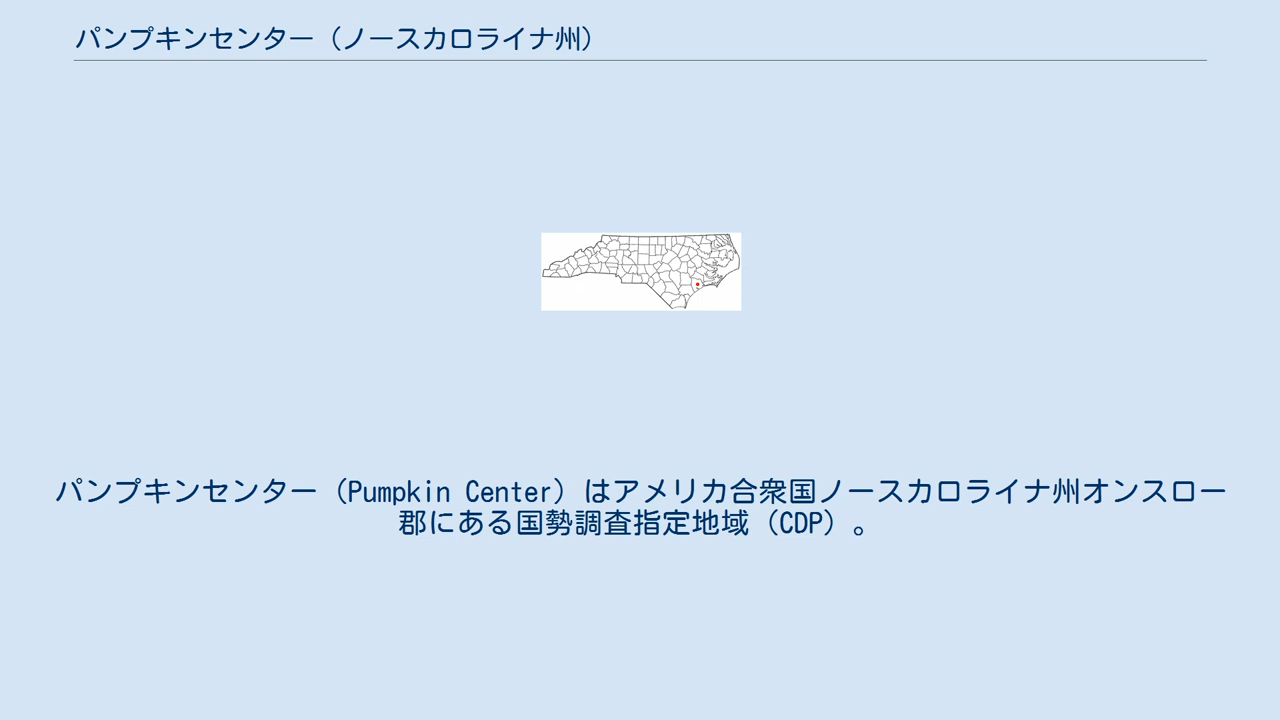 パンプキンセンター（ノースカロライナ州）
パンプキンセンター（Pumpkin Center）はアメリカ合衆国ノースカロライナ州オンスロー
郡にある国勢調査指定地域（CDP）。